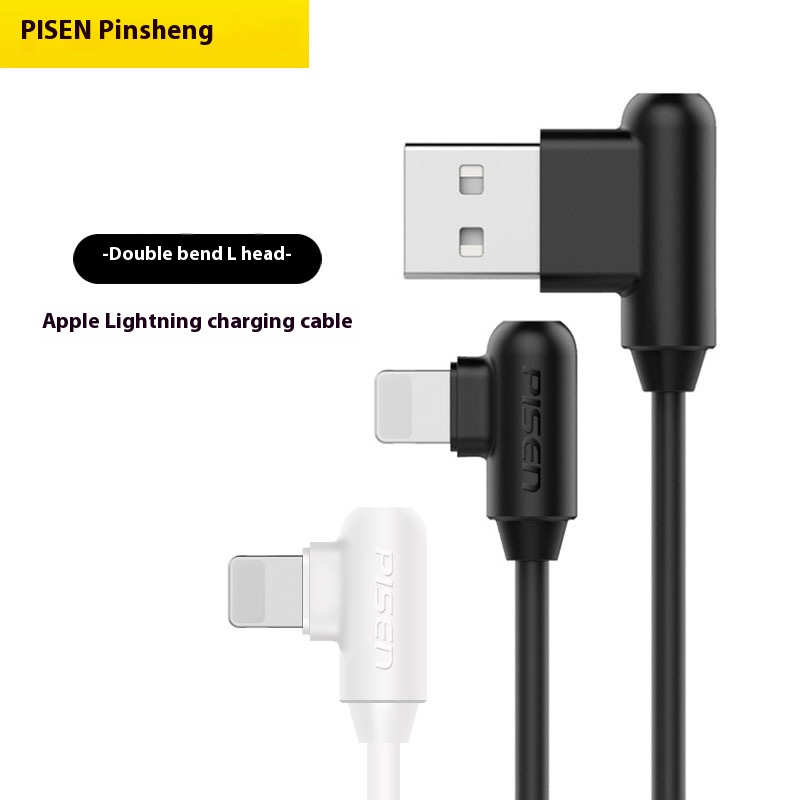 PISEN Pinsheng
-Double bend L head-
Apple Lightning charging cable
PISEN
PISEN